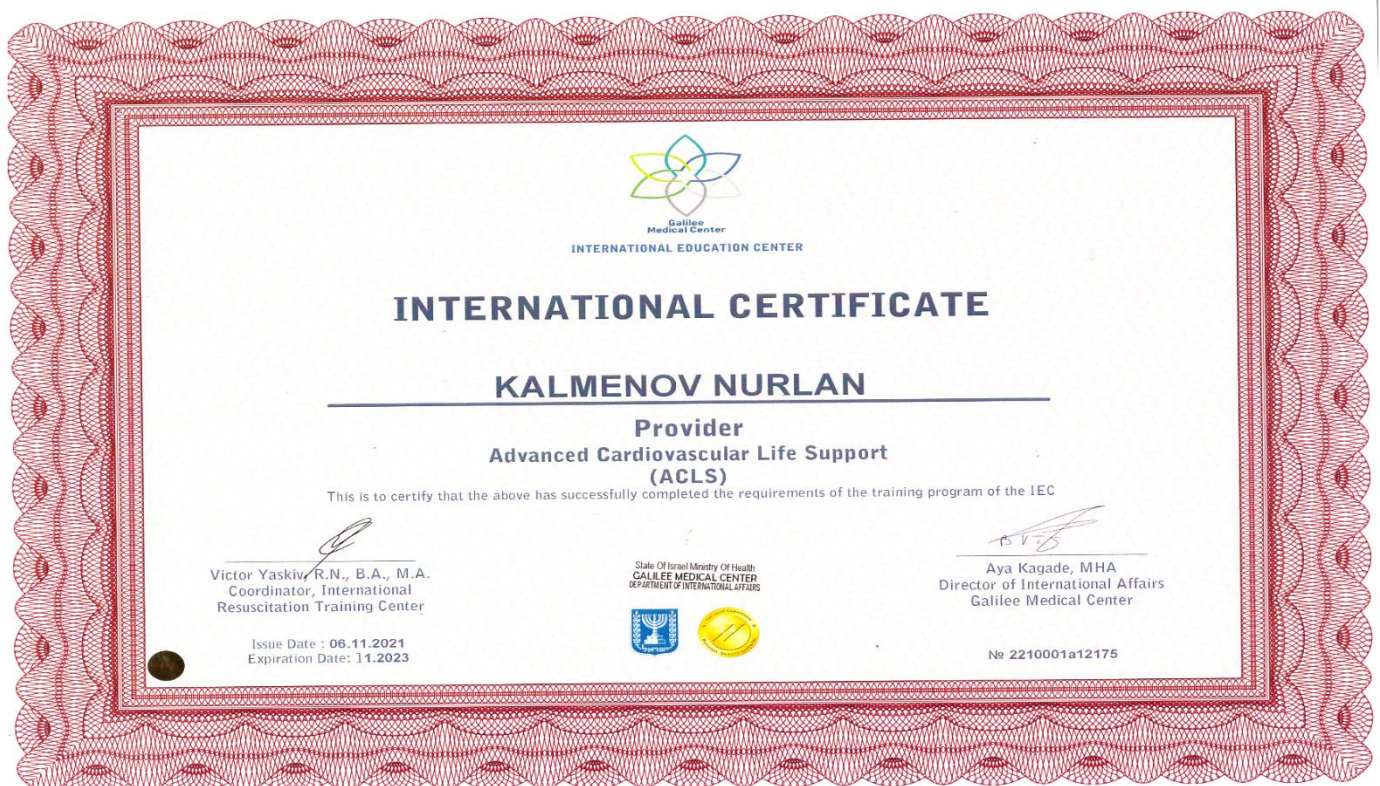 Galilee
Medical Center
INTERNATIONAL EDUCATION CENTER
INTERNATIONAL CERTIFICATE
KALMENOV NURLAN
Provider
Advanced Cardiovascular Life Support
(ACLS)
This is to certify that the above has successfully completed the requirements of the training program of the IEC
Victor Yaskiv, R.N., B.A., M.A.
Coordinator, International
Resuscitation Training Center
Issue Date : 06.11.2021
Expiration Date: 11.2023
State Of Israel Ministry Of Health
GALILEE MEDICAL CENTER
DEPARTMENT OF INTERNATIONAL AFFAIRS
Aya Kagade, MHA
Director of International Affairs
Galilee Medical Center
№ 2210001a12175